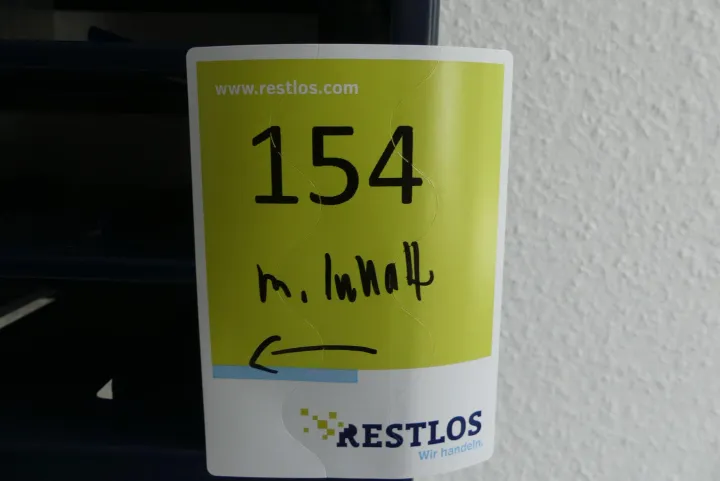 www.restlos.com
154
m. Inhalt
RESTLOS
Wir handeln.